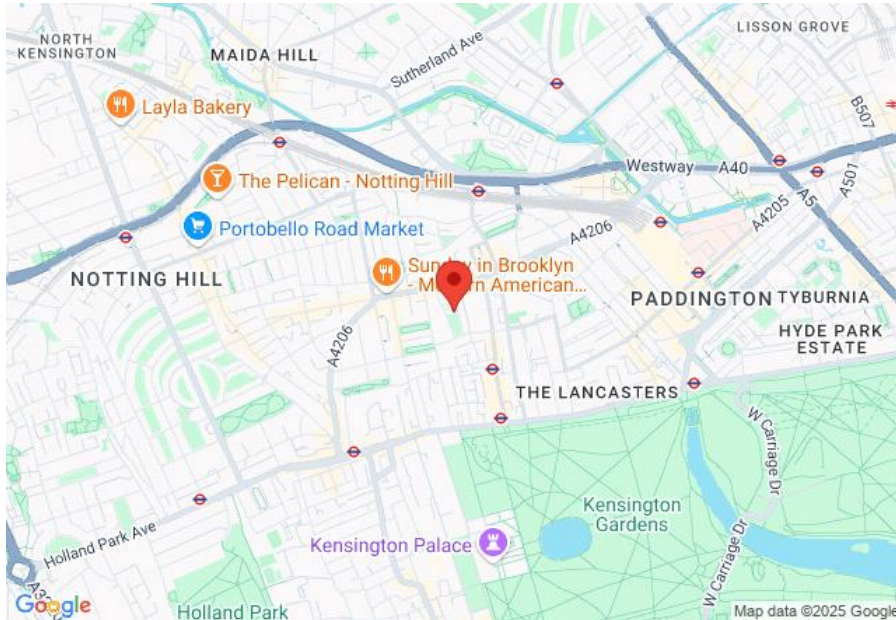 NORTH
KENSINGTON
MAIDA HILL
Sutherland Ave
LISSON GROVE
B507
Layla Bakery
Westway
A40
A501
A4205
A5
The Pelican - Notting Hill
Portobello Road Market
A4206
NOTTING HILL
Sunday in Brooklyn
- Modern American...
A4206
PADDINGTON
TYBURNIA
HYDE PARK
ESTATE
THE LANCASTERS
W Carriage Dr
Holland Park Ave
Kensington
Gardens
Kensington Palace
W Carriage Dr
Holland Park
Google
Map data ©2025 Google